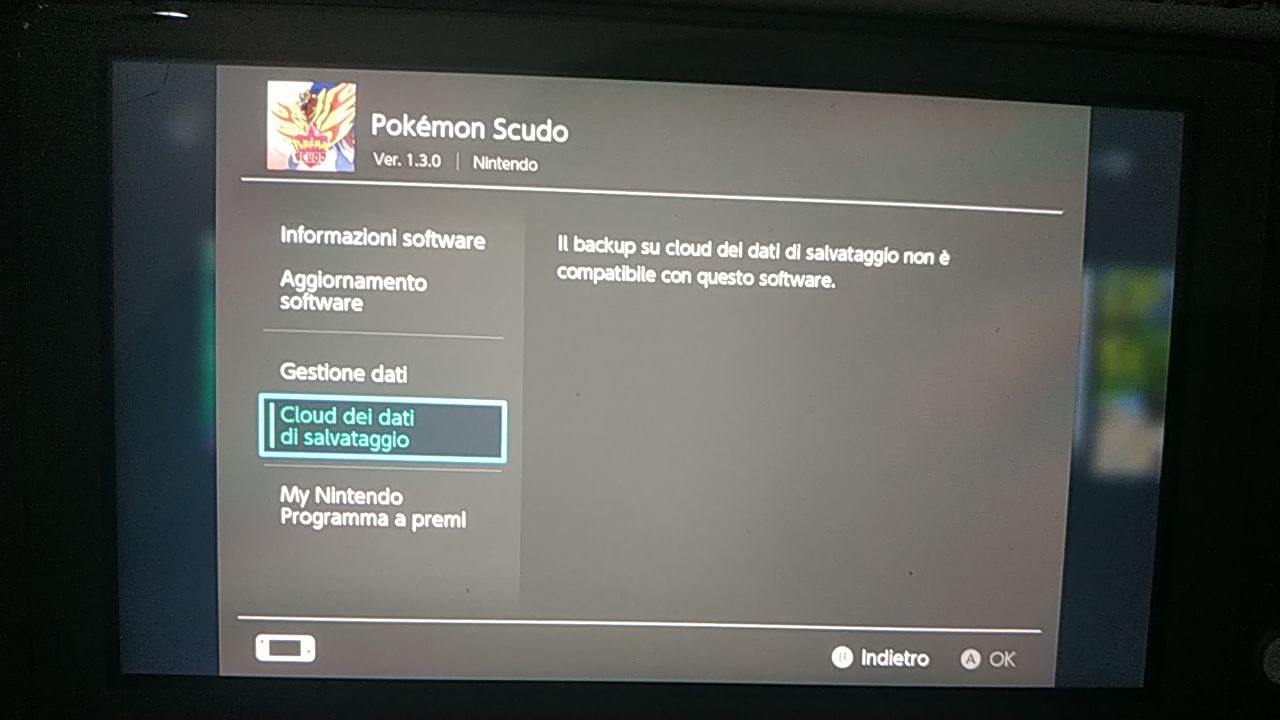 Pokémon Scudo
Ver. 1.3.0 | Nintendo
Informazioni software
Aggiornamento
software
Gestione dati
Cloud dei dati
di salvataggio
My Nintendo
Programma a premi
Il backup su cloud dei dati di salvataggio non è
compatibile con questo software.
B Indietro
A OK